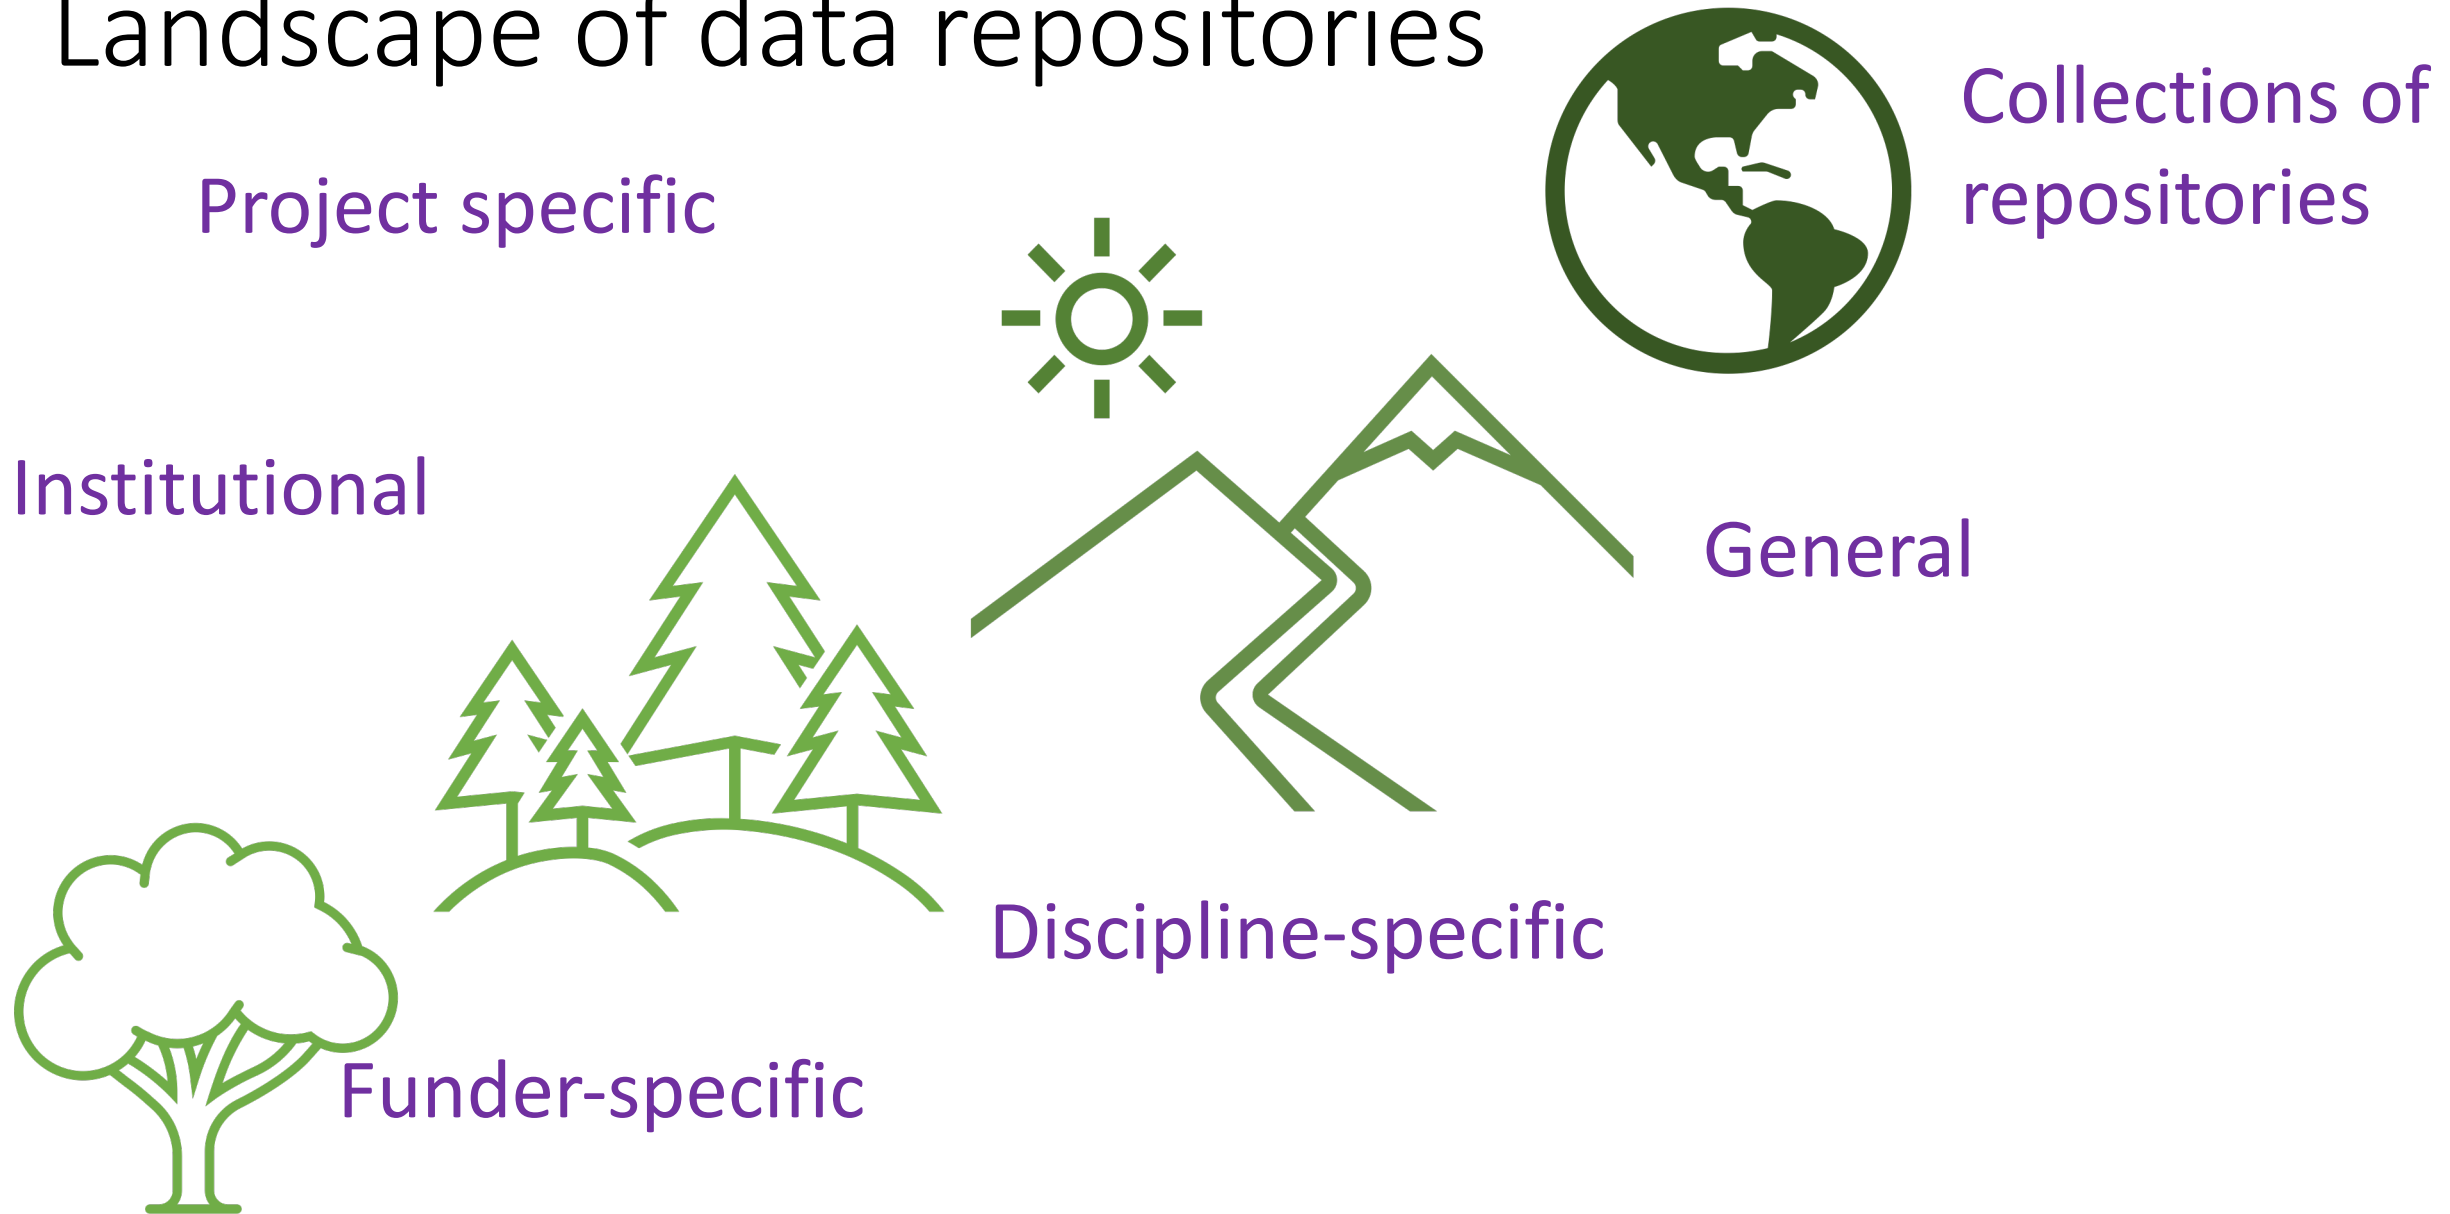 Landscape of data repositories
Collections of
repositories
Project specific
Institutional
General
Discipline-specific
Funder-specific